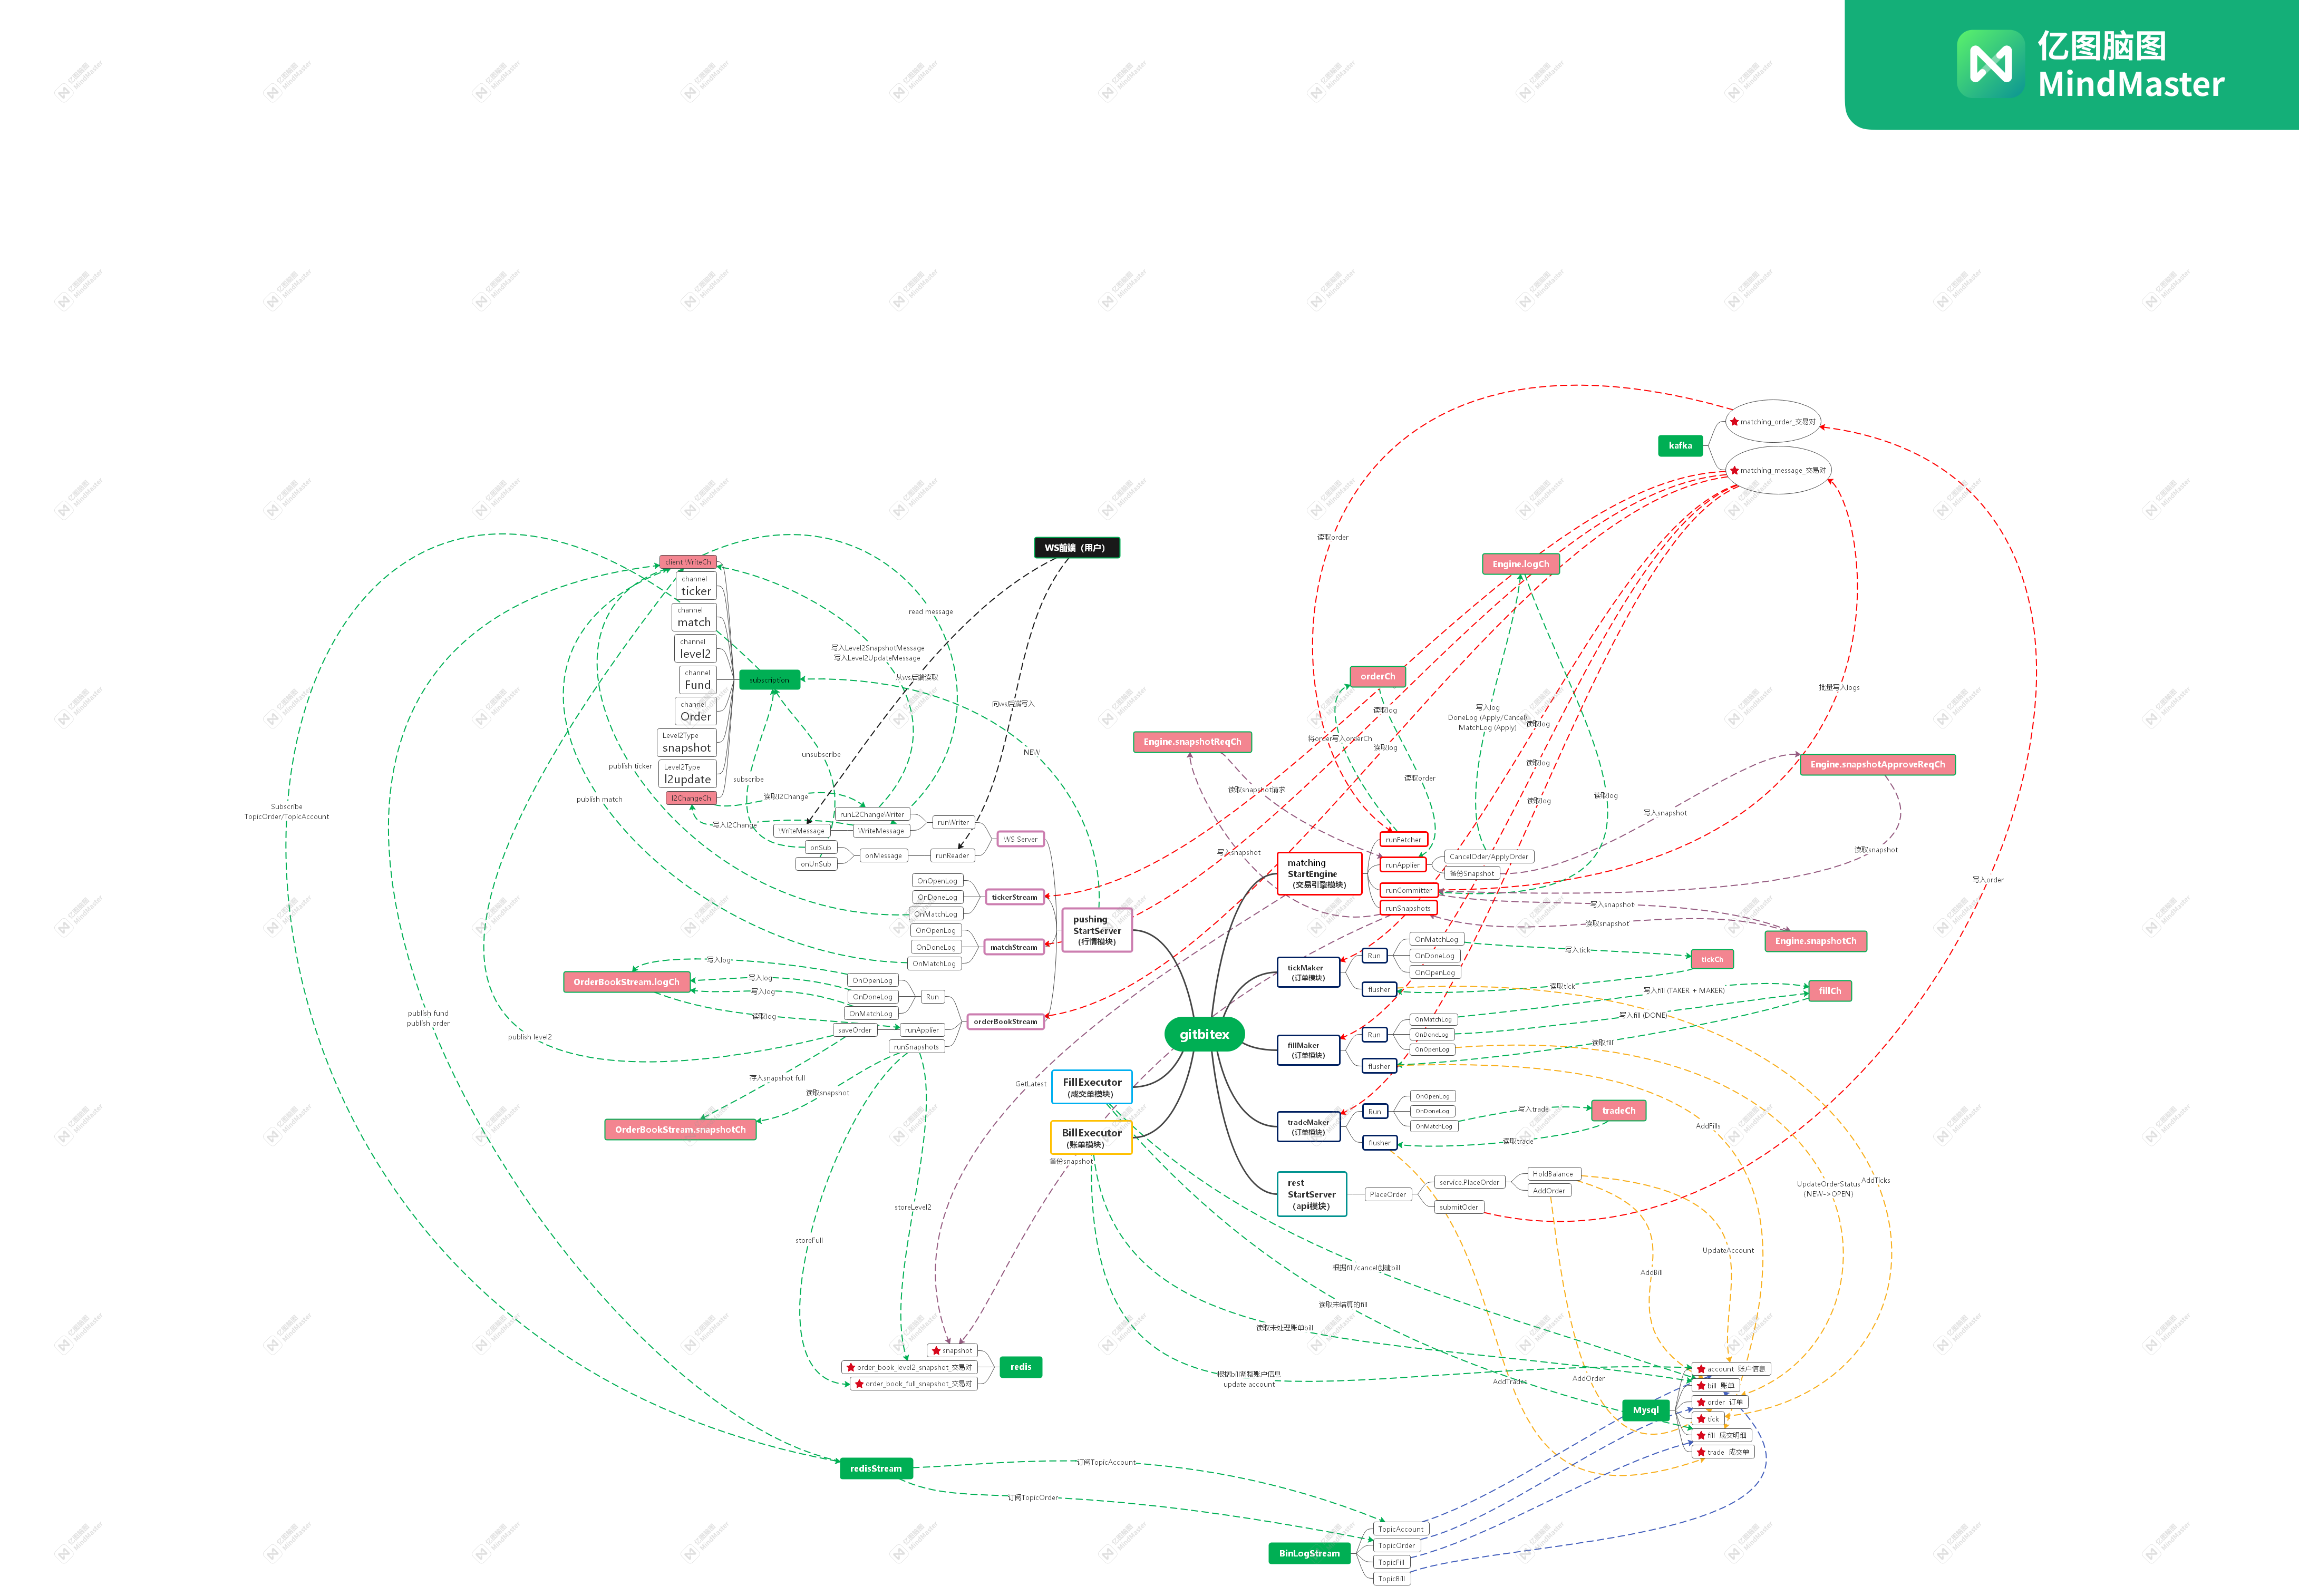 亿图脑图
MindMaster
kafka
matching_order_交易对
matching_message_交易对
读取order
WS前端（用户）
Engine.logCh
client WriteCh
channel
ticker
channel
match
channel
level2
channel
Fund
channel
Order
Level2Type
snapshot
Level2Type
l2update
l2ChangeCh
subscription
read message
写入Level2SnapshotMessage
写入Level2UpdateMessage
从ws后端读取
向ws后端写入
NEW
unsubscribe
subscribe
publish ticker
publish match
读取l2Change
写入l2Change
Subscribe
TopicOrder/TopicAccount
publish fund
publish order
publish level2
runL2ChangeWriter
WriteMessage
WriteMessage
runWriter
onSub
onUnSub
onMessage
runReader
WS Server
OnOpenLog
OnDoneLog
OnMatchLog
tickerStream
OnOpenLog
OnDoneLog
OnMatchLog
matchStream
pushing
StartServer
(行情模块)
OrderBookStream.logCh
写入log
写入log
写入log
读取log
OnOpenLog
OnDoneLog
OnMatchLog
Run
saveOrder
runApplier
runSnapshots
orderBookStream
存入snapshot full
读取snapshot
OrderBookStream.snapshotCh
storeLevel2
storeFull
orderCh
读取log
读取log
将order写入orderCh
读取order
写入log
DoneLog (Apply/Cancel)
MatchLog (Apply)
读取log
读取log
读取log
读取log
批量写入logs
Engine.snapshotReqCh
读取snapshot请求
写入snapshot
Engine.snapshotApproveReqCh
写入snapshot
读取snapshot
写入order
matching
StartEngine
(交易引擎模块)
runFetcher
runApplier
CancelOder/ApplyOrder
备份Snapshot
runCommitter
runSnapshots
写入snapshot
读取snapshot
Engine.snapshotCh
tickMaker
(订单模块)
Run
OnMatchLog
OnDoneLog
OnOpenLog
flusher
写入tick
读取tick
tickCh
写入fill (TAKER + MAKER)
写入fill (DONE)
读取fill
fillCh
gitbitex
fillMaker
(订单模块)
Run
OnMatchLog
OnDoneLog
OnOpenLog
flusher
tradeMaker
(订单模块)
Run
OnOpenLog
OnDoneLog
OnMatchLog
flusher
写入trade
读取trade
tradeCh
GetLatest
FillExecutor
(成交单模块)
BillExecutor
(账单模块)
备份snapshot
rest
StartServer
(api模块)
PlaceOrder
service.PlaceOrder
HoldBalance
AddOrder
submitOder
AddFills
UpdateOrderStatus
(NEW->OPEN)
AddTicks
UpdateAccount
AddBill
根据fill/cancel创建bill
读取未结算的fill
读取未处理账单bill
根据bill调整账户信息
update account
AddTrades
AddOrder
snapshot
order_book_level2_snapshot_交易对
order_book_full_snapshot_交易对
redis
Mysql
account 账户信息
bill 账单
order 订单
tick
fill 成交明细
trade 成交单
redisStream
订阅TopicAccount
订阅TopicOrder
BinLogStream
TopicAccount
TopicOrder
TopicFill
TopicBill